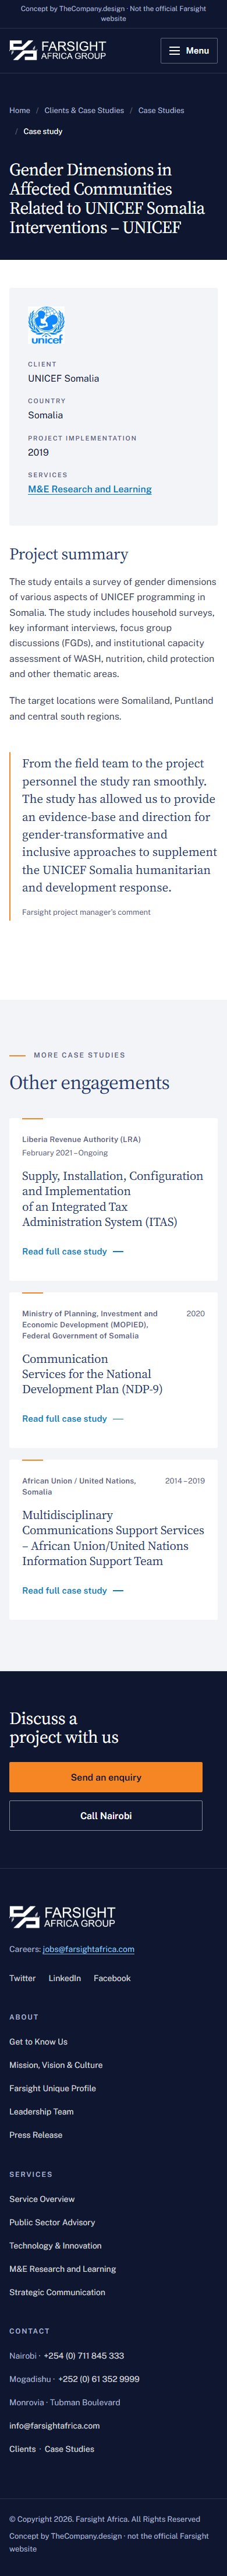 Concept by TheCompany.design · Not the official Farsight
website
FARSIGHT
AFRICA GROUP
Menu
Home / Clients & Case Studies / Case Studies
/ Case study
Gender Dimensions in
Affected Communities
Related to UNICEF Somalia
Interventions – UNICEF
unicef
CLIENT
UNICEF Somalia
COUNTRY
Somalia
PROJECT IMPLEMENTATION
2019
SERVICES
M&E Research and Learning
Project summary
The study entails a survey of gender dimensions
of various aspects of UNICEF programming in
Somalia. The study includes household surveys,
key informant interviews, focus group
discussions (FGDs), and institutional capacity
assessment of WASH, nutrition, child protection
and other thematic areas.
The target locations were Somaliland, Puntland
and central south regions.
From the field team to the project
personnel the study ran smoothly.
The study has allowed us to provide
an evidence-base and direction for
gender-transformative and
inclusive approaches to supplement
the UNICEF Somalia humanitarian
and development response.
Farsight project manager's comment
MORE CASE STUDIES
Other engagements
Liberia Revenue Authority (LRA)
February 2021 – Ongoing
Supply, Installation, Configuration
and Implementation
of an Integrated Tax
Administration System (ITAS)
Read full case study
Ministry of Planning, Investment and
Economic Development (MOPIED),
Federal Government of Somalia
2020
Communication
Services for the National
Development Plan (NDP-9)
Read full case study
African Union / United Nations,
Somalia
2014 – 2019
Multidisciplinary
Communications Support Services
– African Union/United Nations
Information Support Team
Read full case study
Discuss a
project with us
Send an enquiry
Call Nairobi
FARSIGHT
AFRICA GROUP
Careers: jobs@farsightafrica.com
Twitter LinkedIn Facebook
ABOUT
Get to Know Us
Mission, Vision & Culture
Farsight Unique Profile
Leadership Team
Press Release
SERVICES
Service Overview
Public Sector Advisory
Technology & Innovation
M&E Research and Learning
Strategic Communication
CONTACT
Nairobi · +254 (0) 711 845 333
Mogadishu · +252 (0) 61 352 9999
Monrovia · Tubman Boulevard
info@farsightafrica.com
Clients · Case Studies
© Copyright 2026. Farsight Africa. All Rights Reserved
Concept by TheCompany.design · not the official Farsight
website